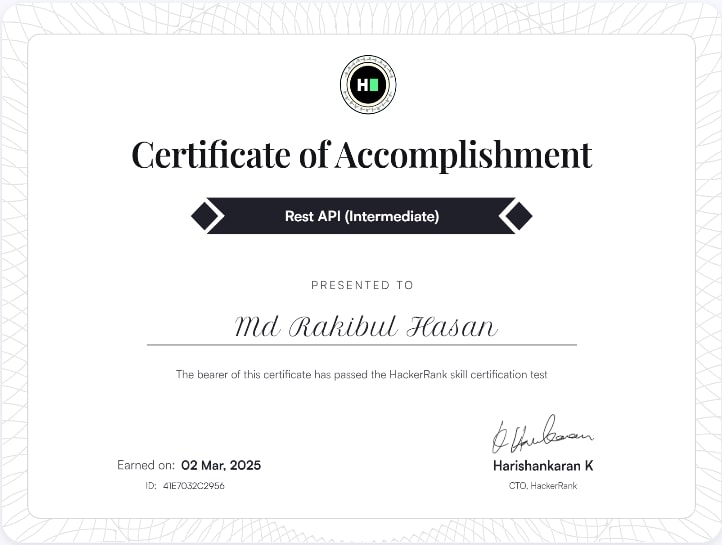 H
Certificate of Accomplishment
Rest API (Intermediate)
PRESENTED TO
Md Rakibul Hasan
The bearer of this certificate has passed the HackerRank skill certification test
Earned on: 02 Mar, 2025
ID: 41E7032C2956
Harishankaran K
CTO, HackerRank